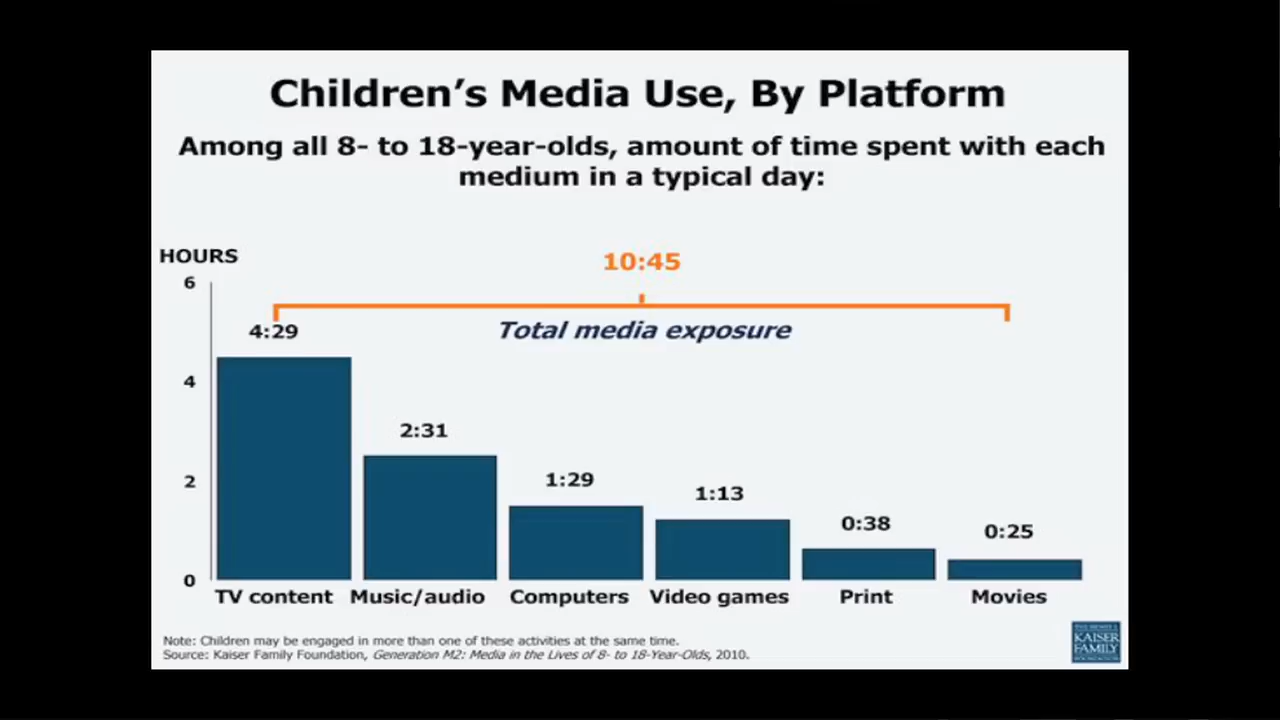 Children's Media Use, By Platform
Among all 8- to 18-year-olds, amount of time spent with each
medium in a typical day:
HOURS
10:45
6
Total media exposure
4:29
4
2:31
2
1:29
1:13
0:38
0:25
0
TV content Music/audio Computers Video games Print Movies
Note: Children may be engaged in more than one of these activities at the same time.
Source: Kaiser Family Foundation, Generation M2: Media in the Lives of 8- to 18-Year-Olds, 2010.
KAISER
FAMILY